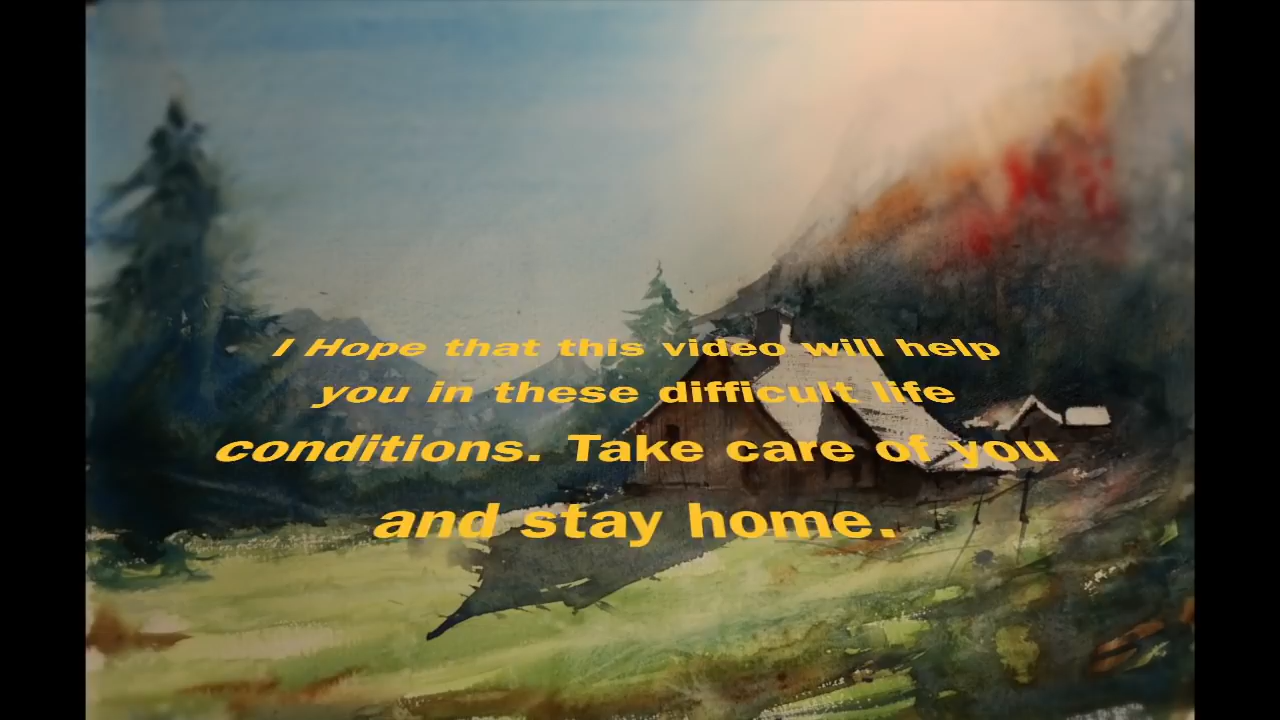 I Hope that this video will help
you in these difficult life
conditions. Take care of you
and stay home.